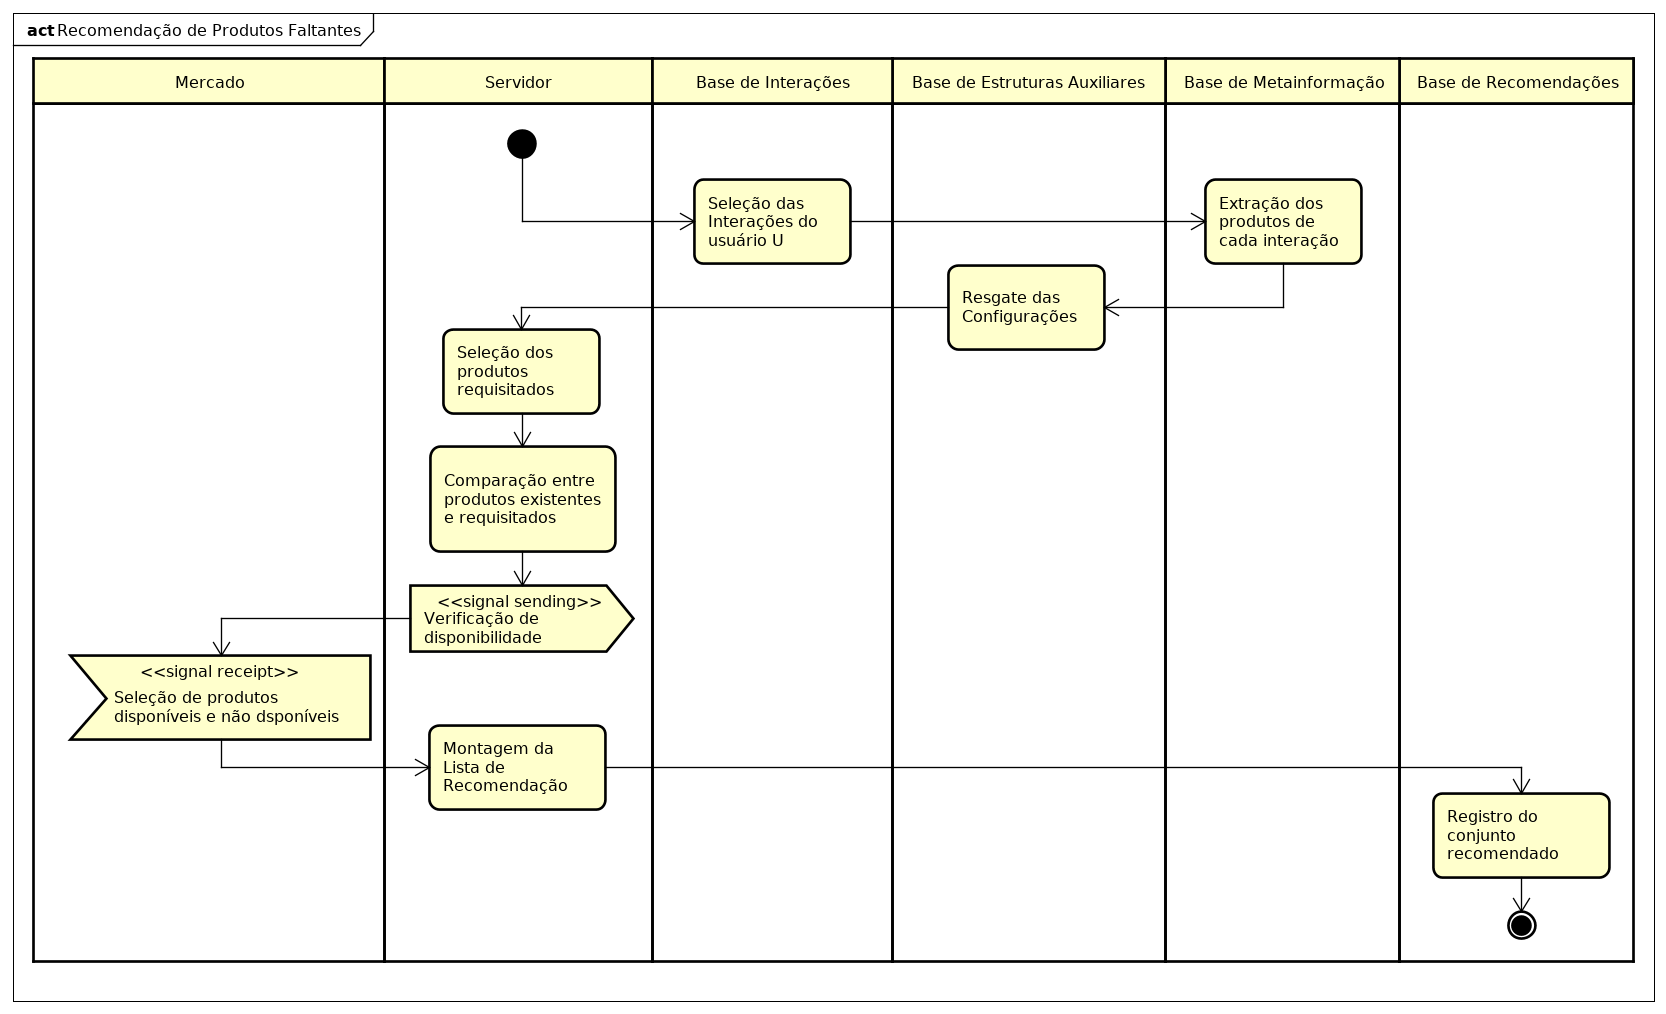 act Recomendação de Produtos Faltantes
Mercado
Servidor
Base de Interações
Base de Estruturas Auxiliares
Base de Metainformação
Base de Recomendações
Seleção das
Interações do
usuário U
Extração dos
produtos de
cada interação
Resgate das
Configurações
Seleção dos
produtos
requisitados
Comparação entre
produtos existentes
e requisitados
<<signal sending>>
Verificação de
disponibilidade
<<signal receipt>>
Seleção de produtos
disponíveis e não dsponíveis
Montagem da
Lista de
Recomendação
Registro do
conjunto
recomendado